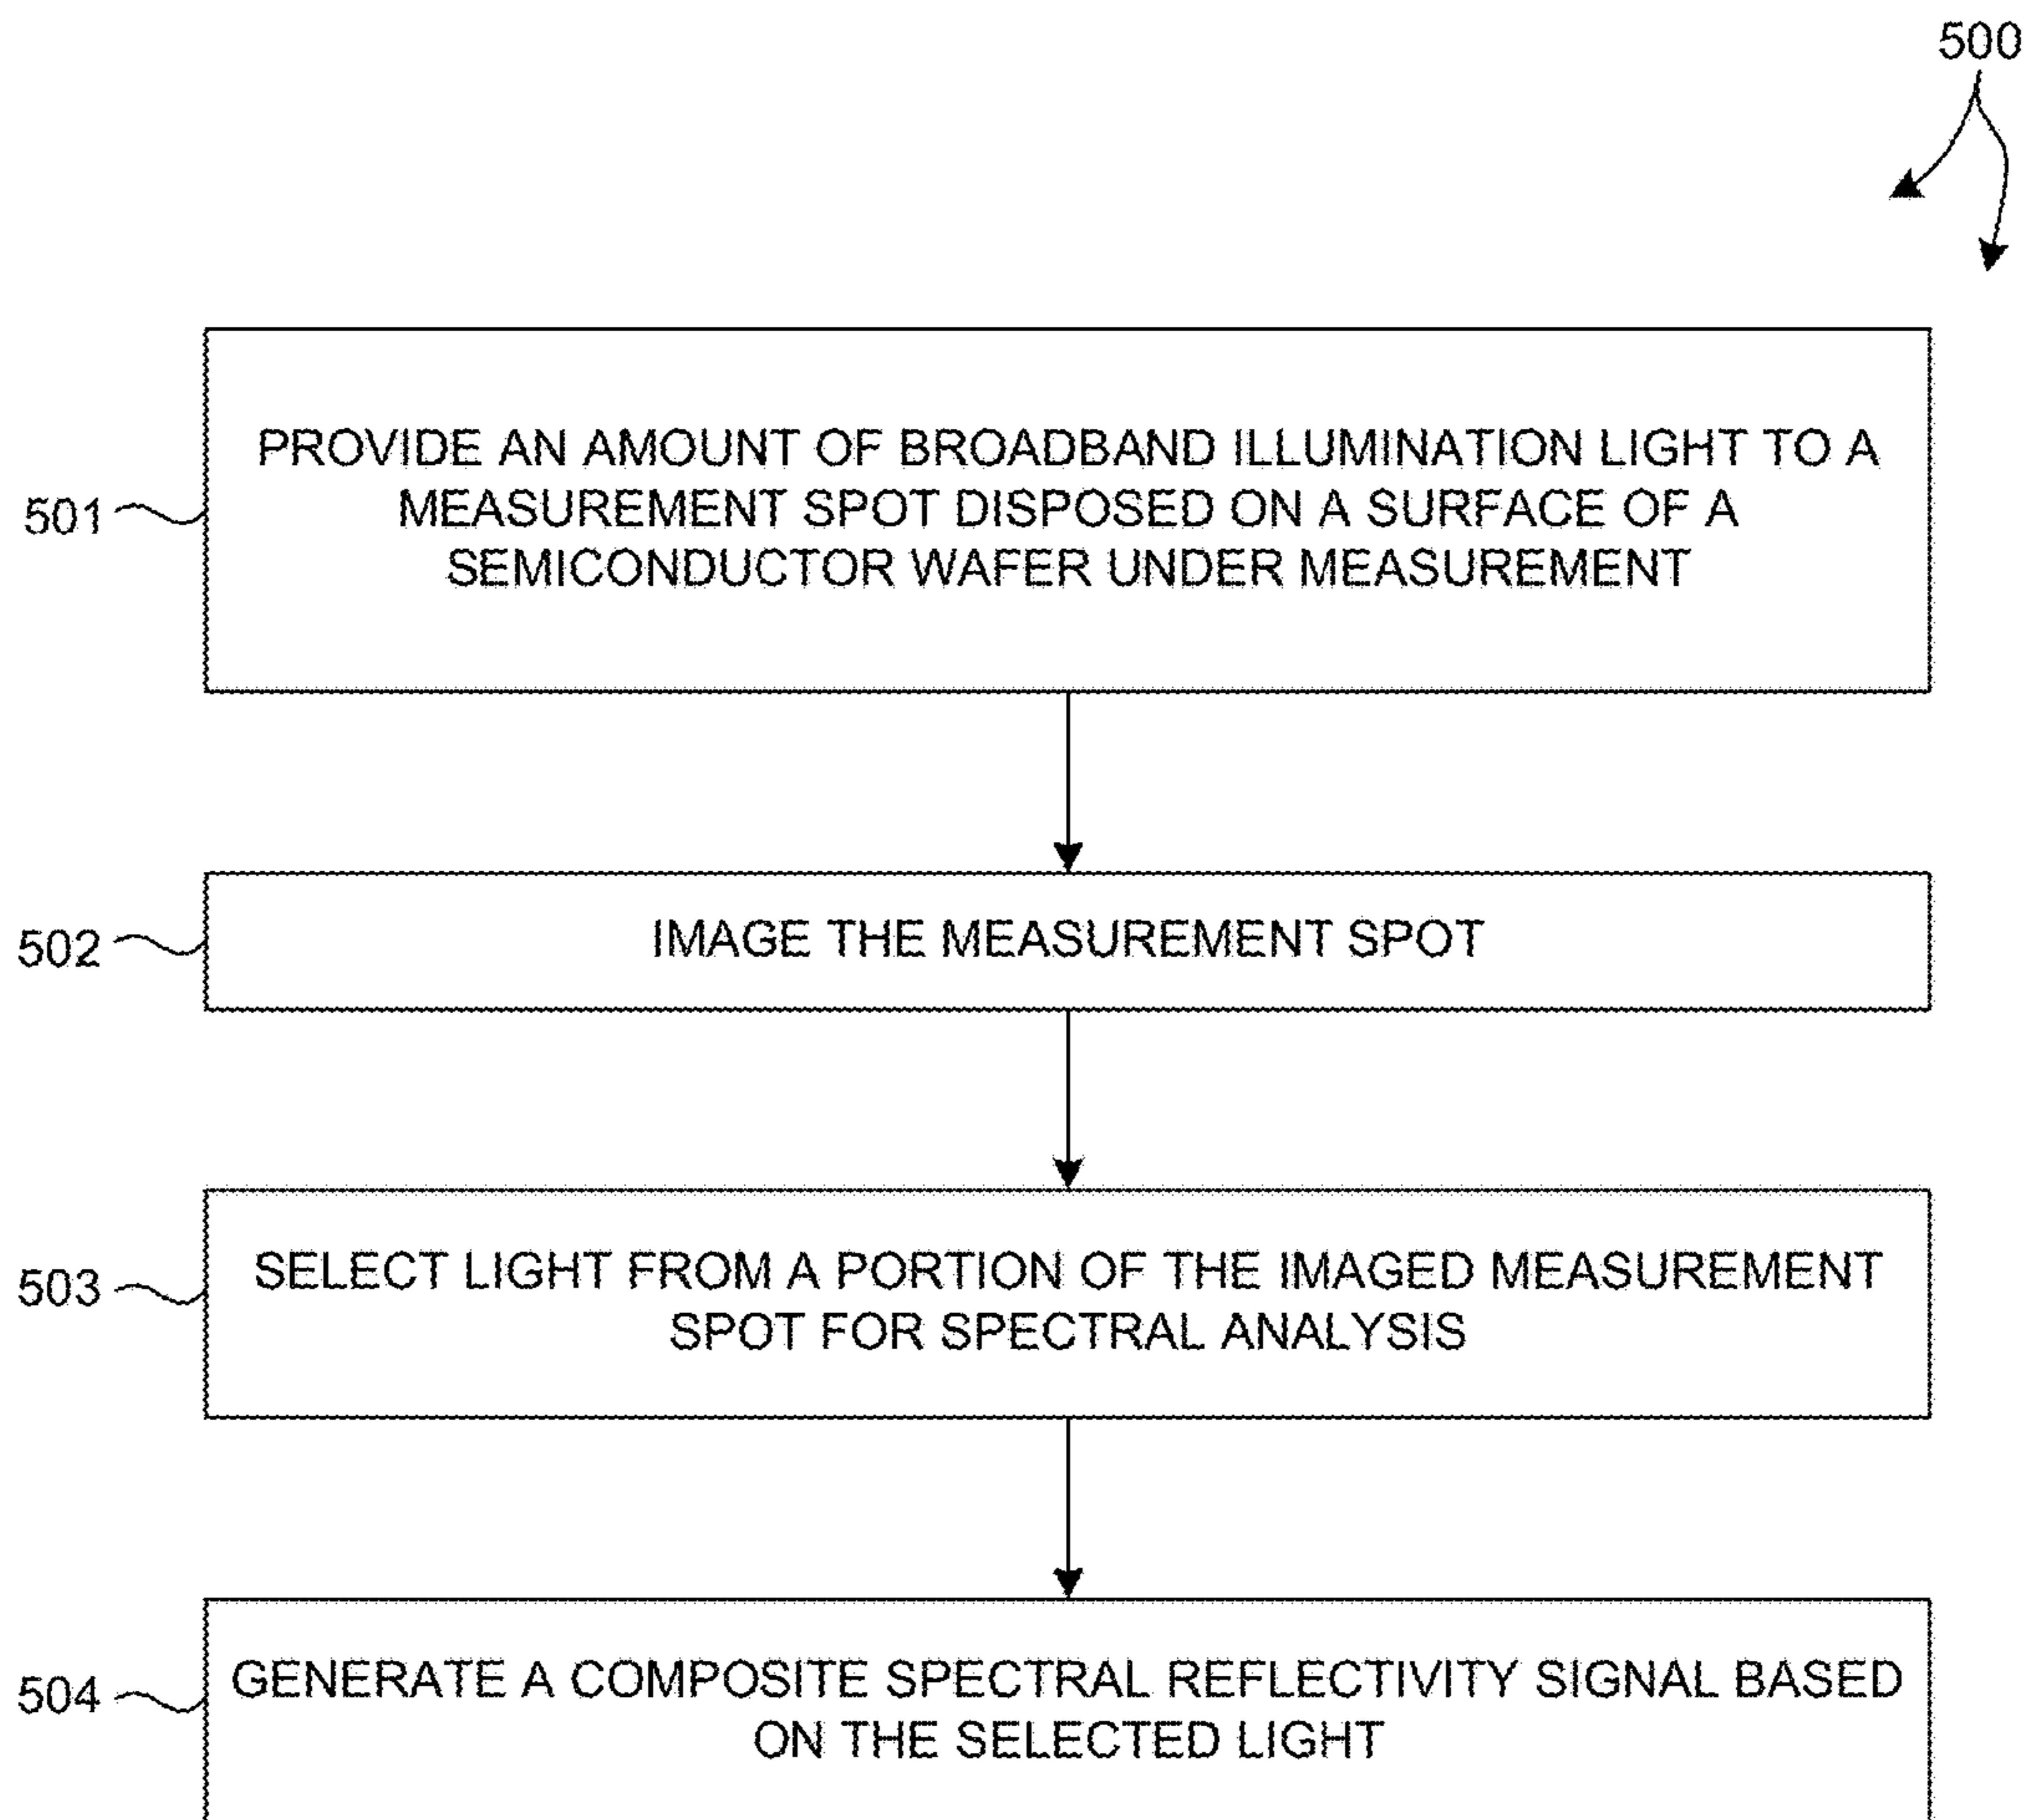 500
501
PROVIDE AN AMOUNT OF BROADBAND ILLUMINATION LIGHT TO A
MEASUREMENT SPOT DISPOSED ON A SURFACE OF A
SEMICONDUCTOR WAFER UNDER MEASUREMENT
502
IMAGE THE MEASUREMENT SPOT
503
SELECT LIGHT FROM A PORTION OF THE IMAGED MEASUREMENT
SPOT FOR SPECTRAL ANALYSIS
504
GENERATE A COMPOSITE SPECTRAL REFLECTIVITY SIGNAL BASED
ON THE SELECTED LIGHT